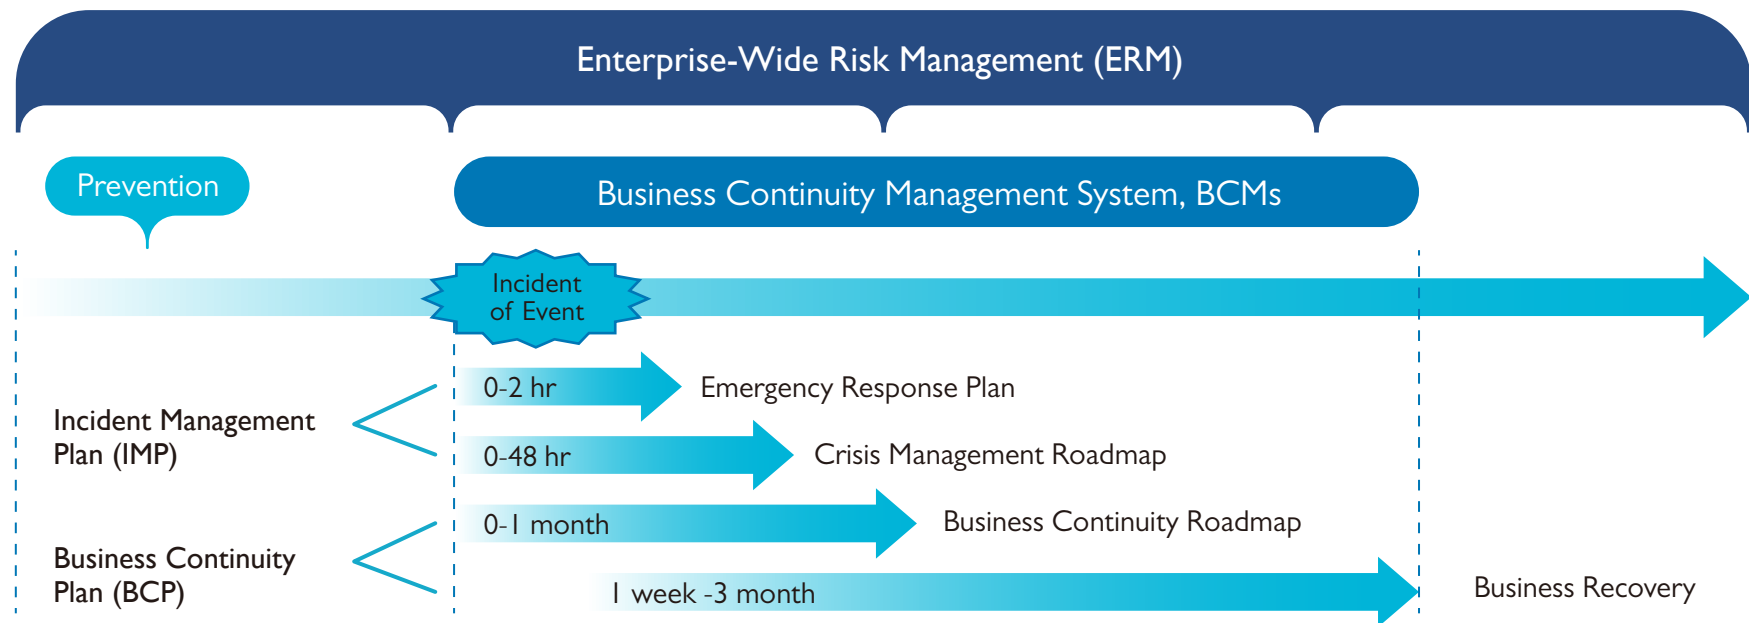 Enterprise-Wide Risk Management (ERM)
Prevention
Business Continuity Management System, BCMs
Incident
of Event
Incident Management
Plan (IMP)
0-2 hr
Emergency Response Plan
0-48 hr
Crisis Management Roadmap
Business Continuity
Plan (BCP)
0-1 month
Business Continuity Roadmap
1 week -3 month
Business Recovery